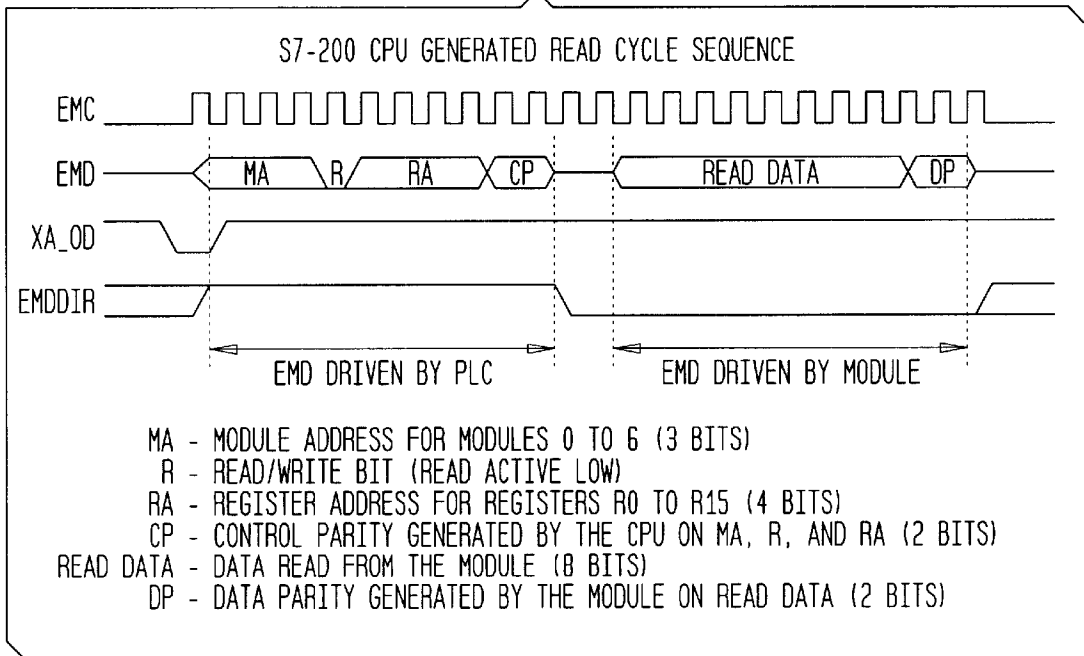 S7-200 CPU GENERATED READ CYCLE SEQUENCE
EMC
EMD MA R RA CP READ DATA DP
XA_OD
EMDDIR
EMD DRIVEN BY PLC EMD DRIVEN BY MODULE
MA - MODULE ADDRESS FOR MODULES 0 TO 6 (3 BITS)
R - READ/WRITE BIT (READ ACTIVE LOW)
RA - REGISTER ADDRESS FOR REGISTERS R0 TO R15 (4 BITS)
CP - CONTROL PARITY GENERATED BY THE CPU ON MA, R, AND RA (2 BITS)
READ DATA - DATA READ FROM THE MODULE (8 BITS)
DP - DATA PARITY GENERATED BY THE MODULE ON READ DATA (2 BITS)